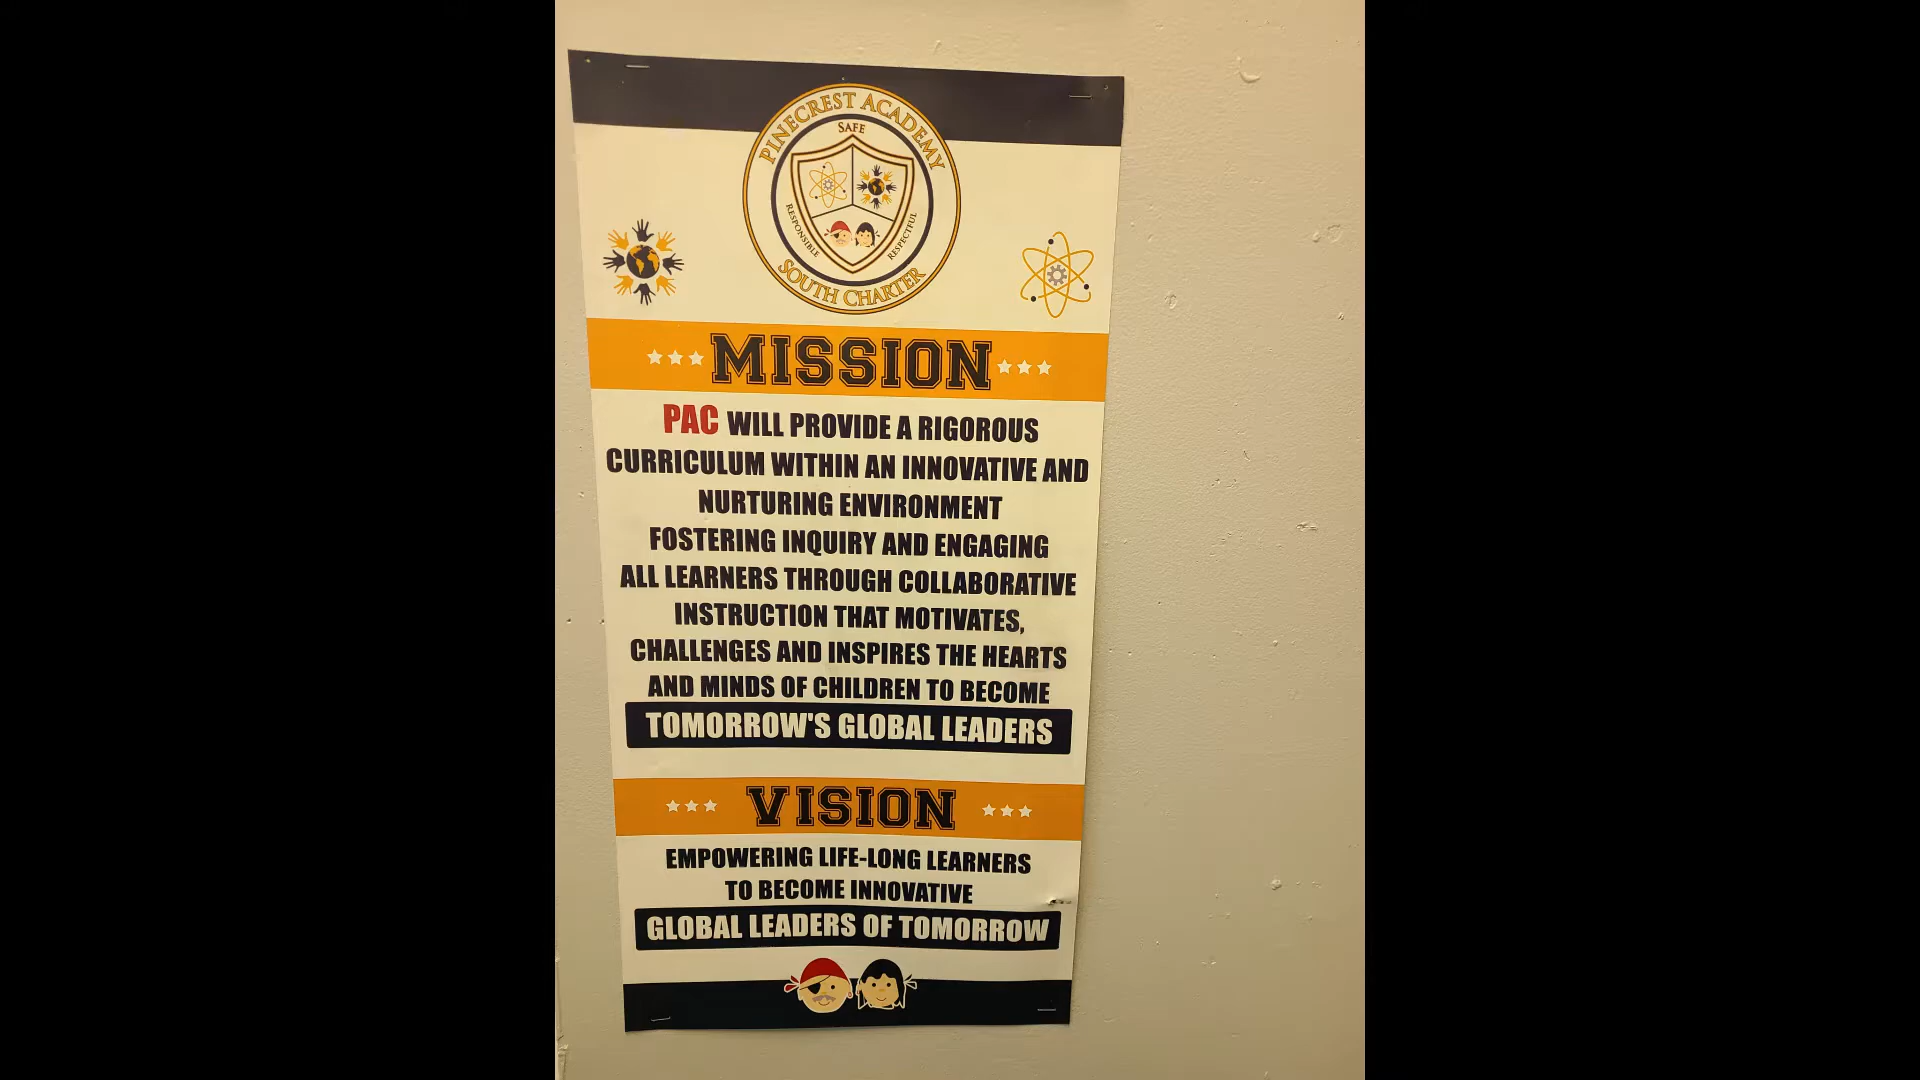 PINECREST ACADEMY
SAFE
RESPONSIBLE
RESPECTFUL
SOUTH CHARTER
MISSION
PAC WILL PROVIDE A RIGOROUS
CURRICULUM WITHIN AN INNOVATIVE AND
NURTURING ENVIRONMENT
FOSTERING INQUIRY AND ENGAGING
ALL LEARNERS THROUGH COLLABORATIVE
INSTRUCTION THAT MOTIVATES,
CHALLENGES AND INSPIRES THE HEARTS
AND MINDS OF CHILDREN TO BECOME
TOMORROW'S GLOBAL LEADERS
VISION
EMPOWERING LIFE-LONG LEARNERS
TO BECOME INNOVATIVE
GLOBAL LEADERS OF TOMORROW